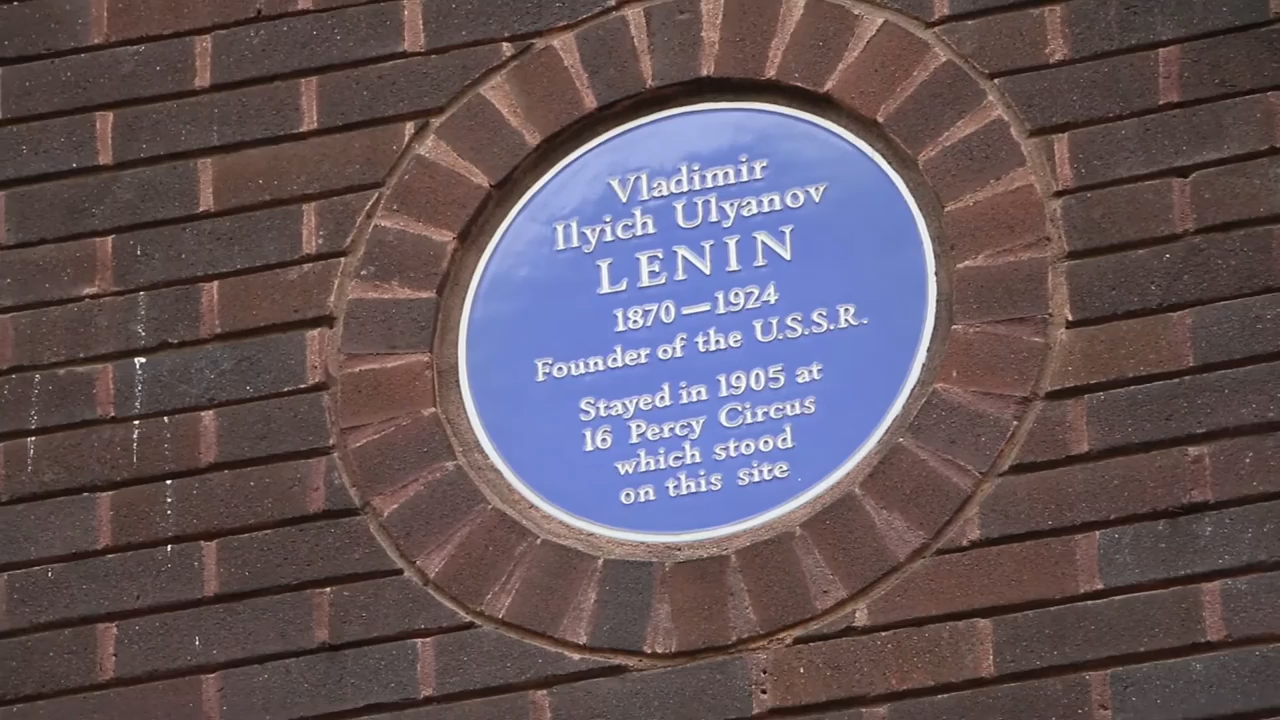 Vladimir
Ilyich Ulyanov
LENIN
1870—1924
Founder of the U.S.S.R.
Stayed in 1905 at
16 Percy Circus
which stood
on this site